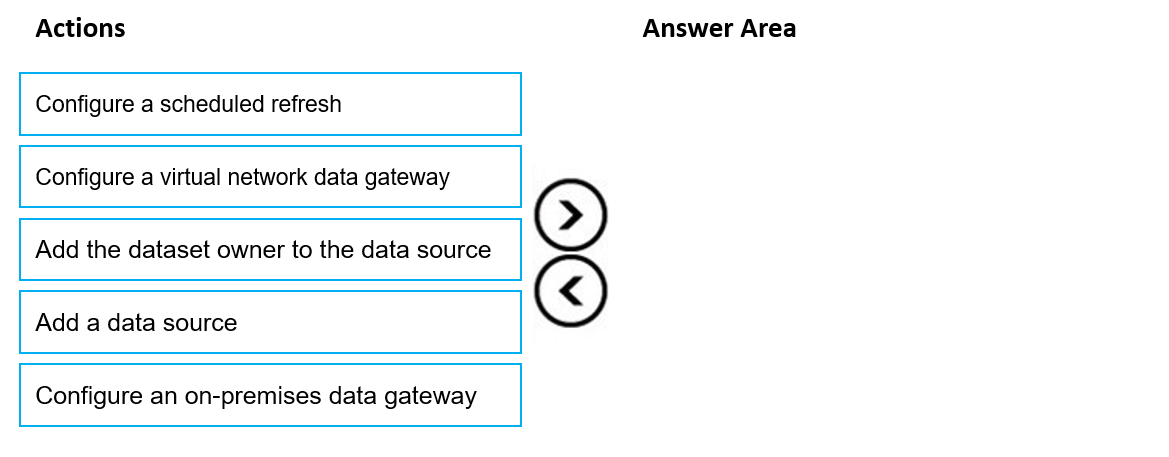 Actions
Answer Area
Configure a scheduled refresh
Configure a virtual network data gateway
Add the dataset owner to the data source
Add a data source
Configure an on-premises data gateway